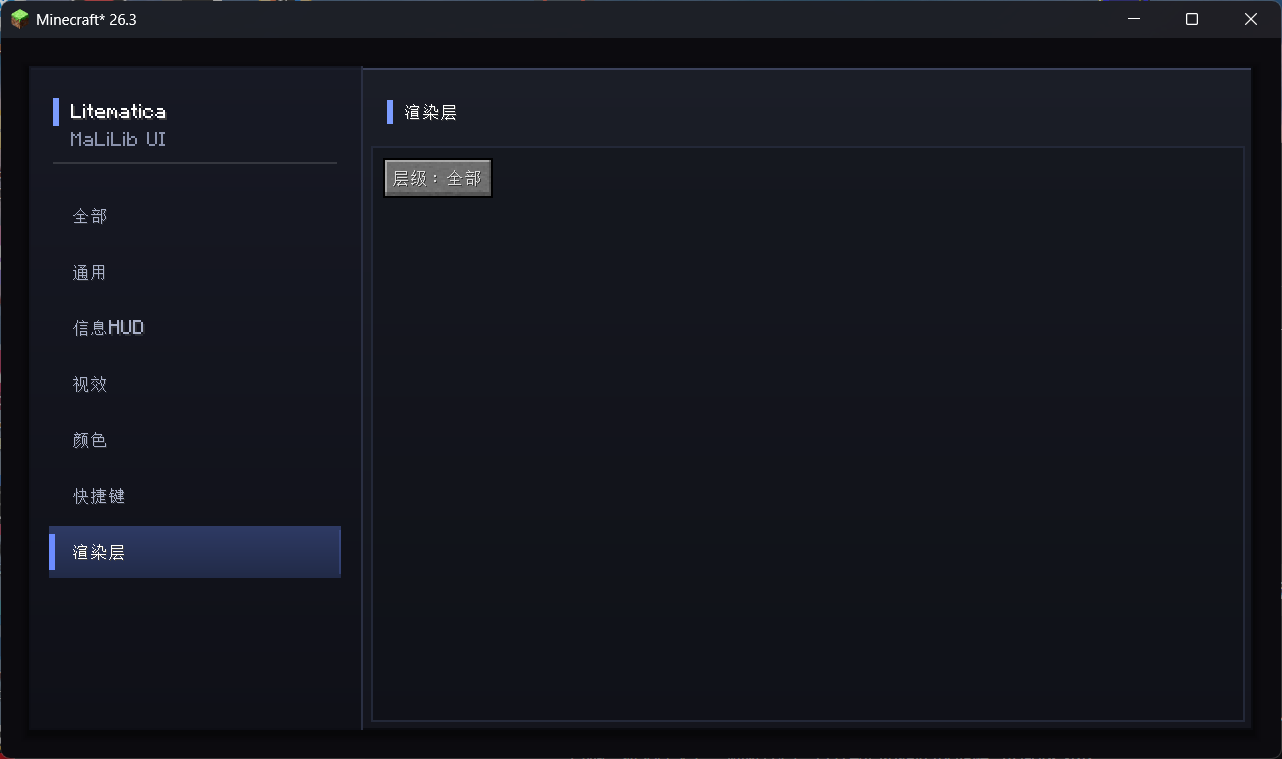 Minecraft* 26.3
Litematica
MaLiLib UI
全部
通用
信息HUD
视效
颜色
快捷键
渲染层
渲染层
层级：全部